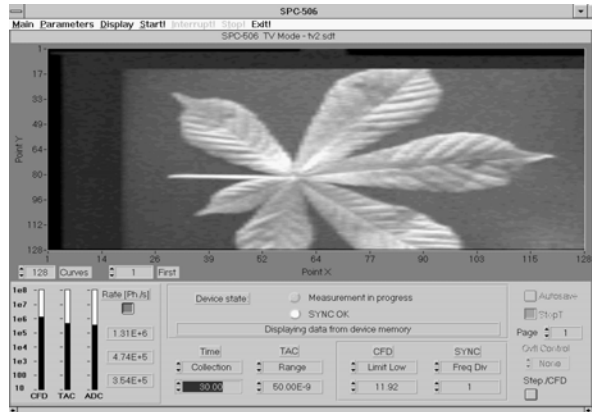 SPC-506
Main Parameters Display Start! Interrupt! Stop! Exit!
SPC-506 TV Mode - tv2.sdt
1-
17-
33-
49-
64-
80-
96-
112-
128-
Point Y
1 14 26 39 52 64 77 90 103 115 128
Point X
128 Curves 1 First
1e8
1e7
1e6
1e5
1e4
1e3
100
10
CFD TAC ADC
Rate [Ph /s]
1.31E+6
4.74E+5
3.54E+5
Device state
Measurement in progress
SYNC OK
Displaying data from device memory
Time TAC CFD SYNC
Collection Range Limit Low Freq Div
30.00 50.00E-9 11.92 1
Autosave
StopT
Page 1
Ovfl Control
None
Step /CFD